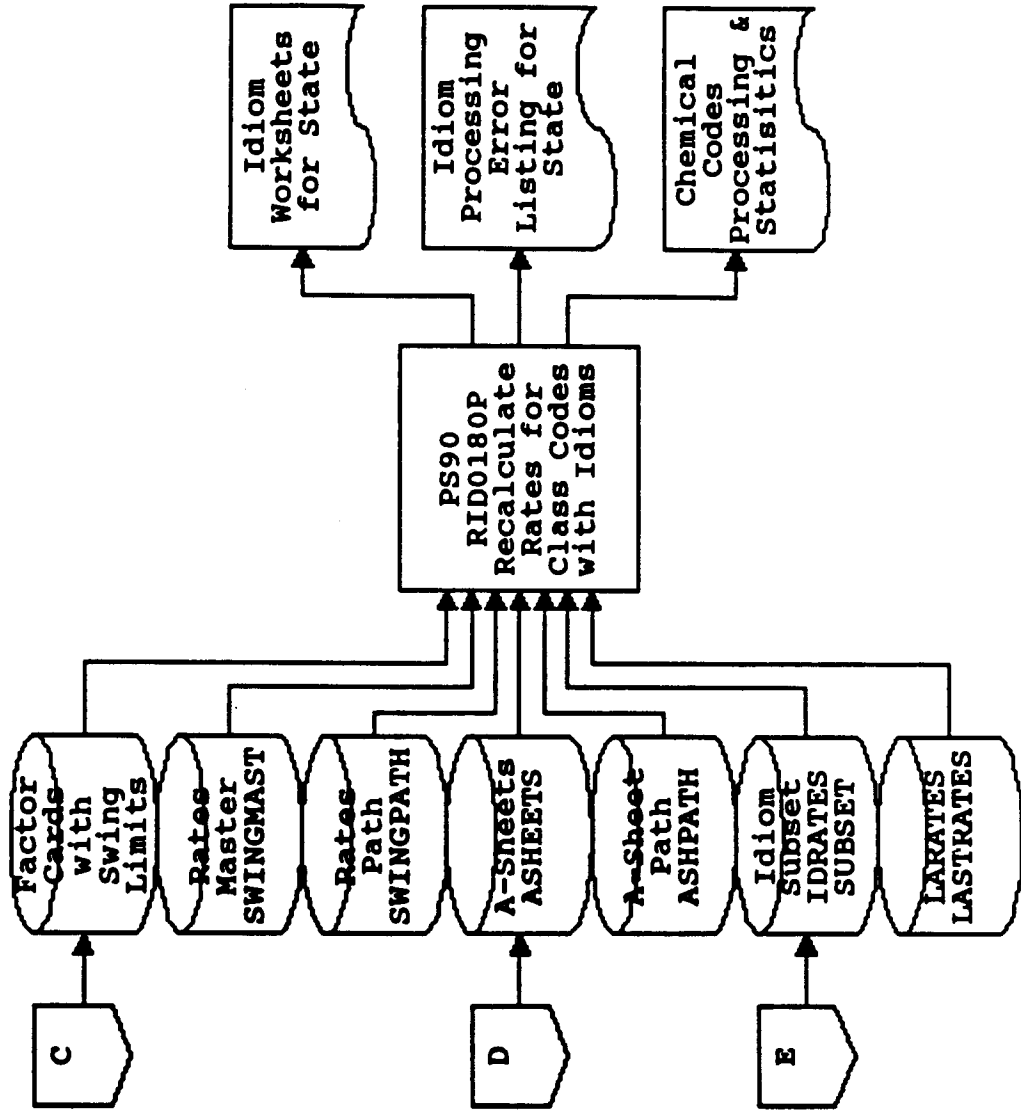 C
D
E
Factor
Cards
with
Swing
Limits
Rates
Master
SWINGMAST
Rates
Path
SWINGPATH
A-Sheets
ASHEETS
A-Sheet
Path
ASHPATH
Idiom
Subset
IDRATES
SUBSET
LARATES
LASTRATES
PS90
RID0180P
Recalculate
Rates for
Class Codes
with Idioms
Idiom
Worksheets
for State
Idiom
Processing
Error
Listing for
State
Chemical
Codes
Processing &
Statisitics